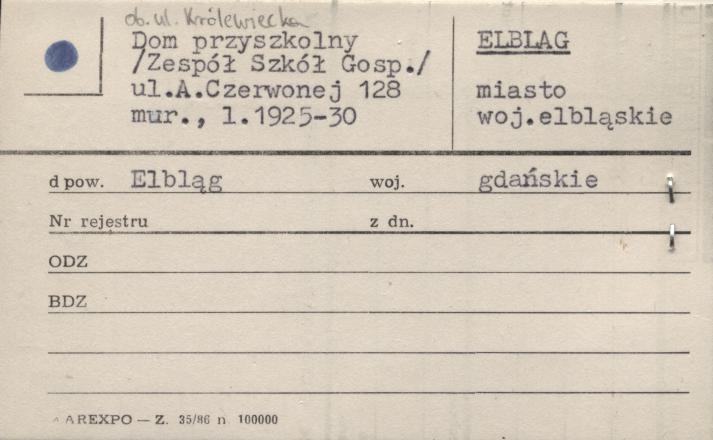 ob. ul. Królewiecka
Dom przyszkolny
/Zespół Szkół Gosp./
ul.A.Czerwonej 128
mur., l.1925-30
ELBLĄG
miasto
woj.elbląskie
d pow. Elbląg woj. gdańskie
Nr rejestru z dn.
ODZ
BDZ
AREXPO — Z. 35/86 n 100000